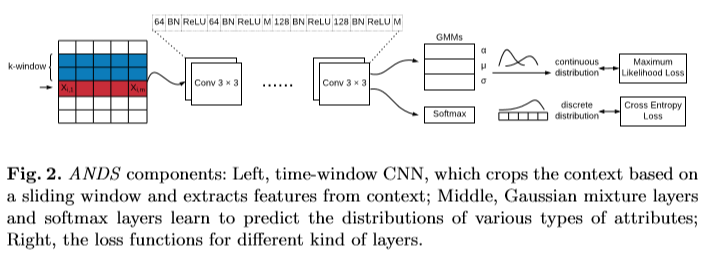 64 BN ReLU 64 BN ReLU M 128 BN ReLU 128 BN ReLU M
GMMs
k-window
X_{i,1} X_{i,m}
Conv 3 × 3
......
Conv 3 × 3
α
μ
σ
continuous
distribution
Maximum
Likelihood Loss
Softmax
discrete
distribution
Cross Entropy
Loss
Fig. 2. ANDS components: Left, time-window CNN, which crops the context based on
a sliding window and extracts features from context; Middle, Gaussian mixture layers
and softmax layers learn to predict the distributions of various types of attributes;
Right, the loss functions for different kind of layers.